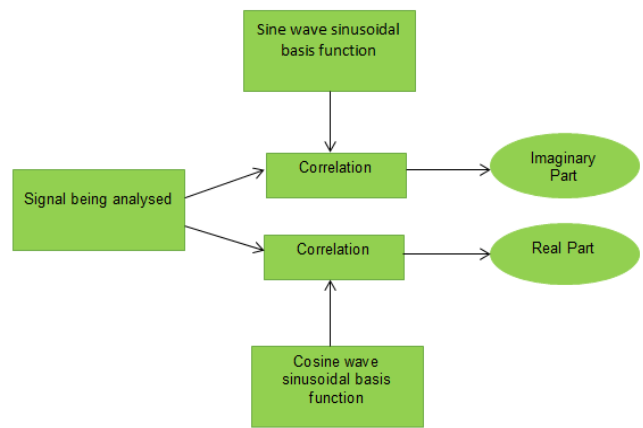 Sine wave sinusoidal
basis function
Correlation
Imaginary
Part
Signal being analysed
Correlation
Real Part
Cosine wave
sinusoidal basis
function